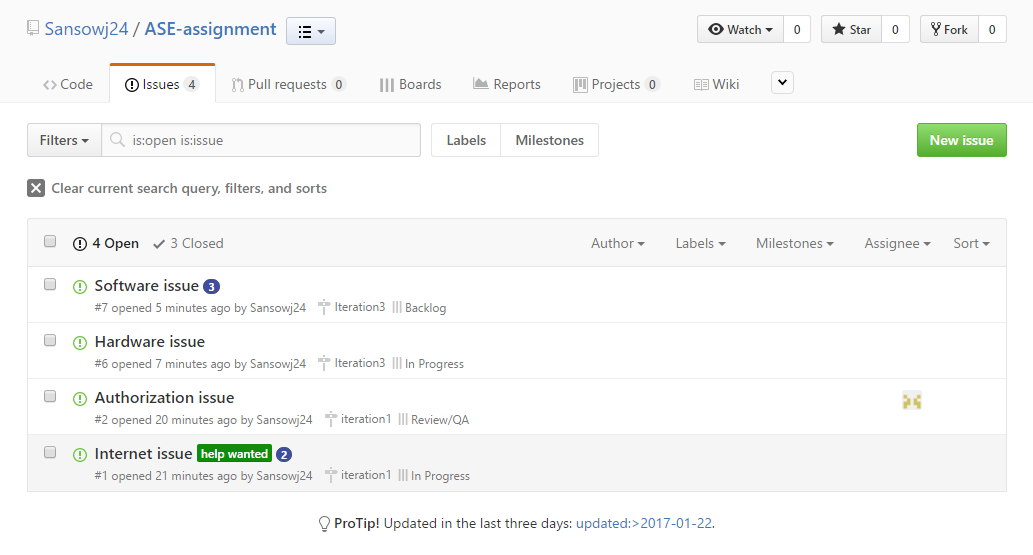 Sansowj24 / ASE-assignment
Watch 0 Star 0 Fork 0
Code Issues 4 Pull requests 0 Boards Reports Projects 0 Wiki
Filters is:open is:issue Labels Milestones New issue
Clear current search query, filters, and sorts
4 Open 3 Closed Author Labels Milestones Assignee Sort
Software issue 3
#7 opened 5 minutes ago by Sansowj24 Iteration3 Backlog
Hardware issue
#6 opened 7 minutes ago by Sansowj24 Iteration3 In Progress
Authorization issue
#2 opened 20 minutes ago by Sansowj24 iteration1 Review/QA
Internet issue help wanted 2
#1 opened 21 minutes ago by Sansowj24 iteration1 In Progress
ProTip! Updated in the last three days: updated:>2017-01-22.